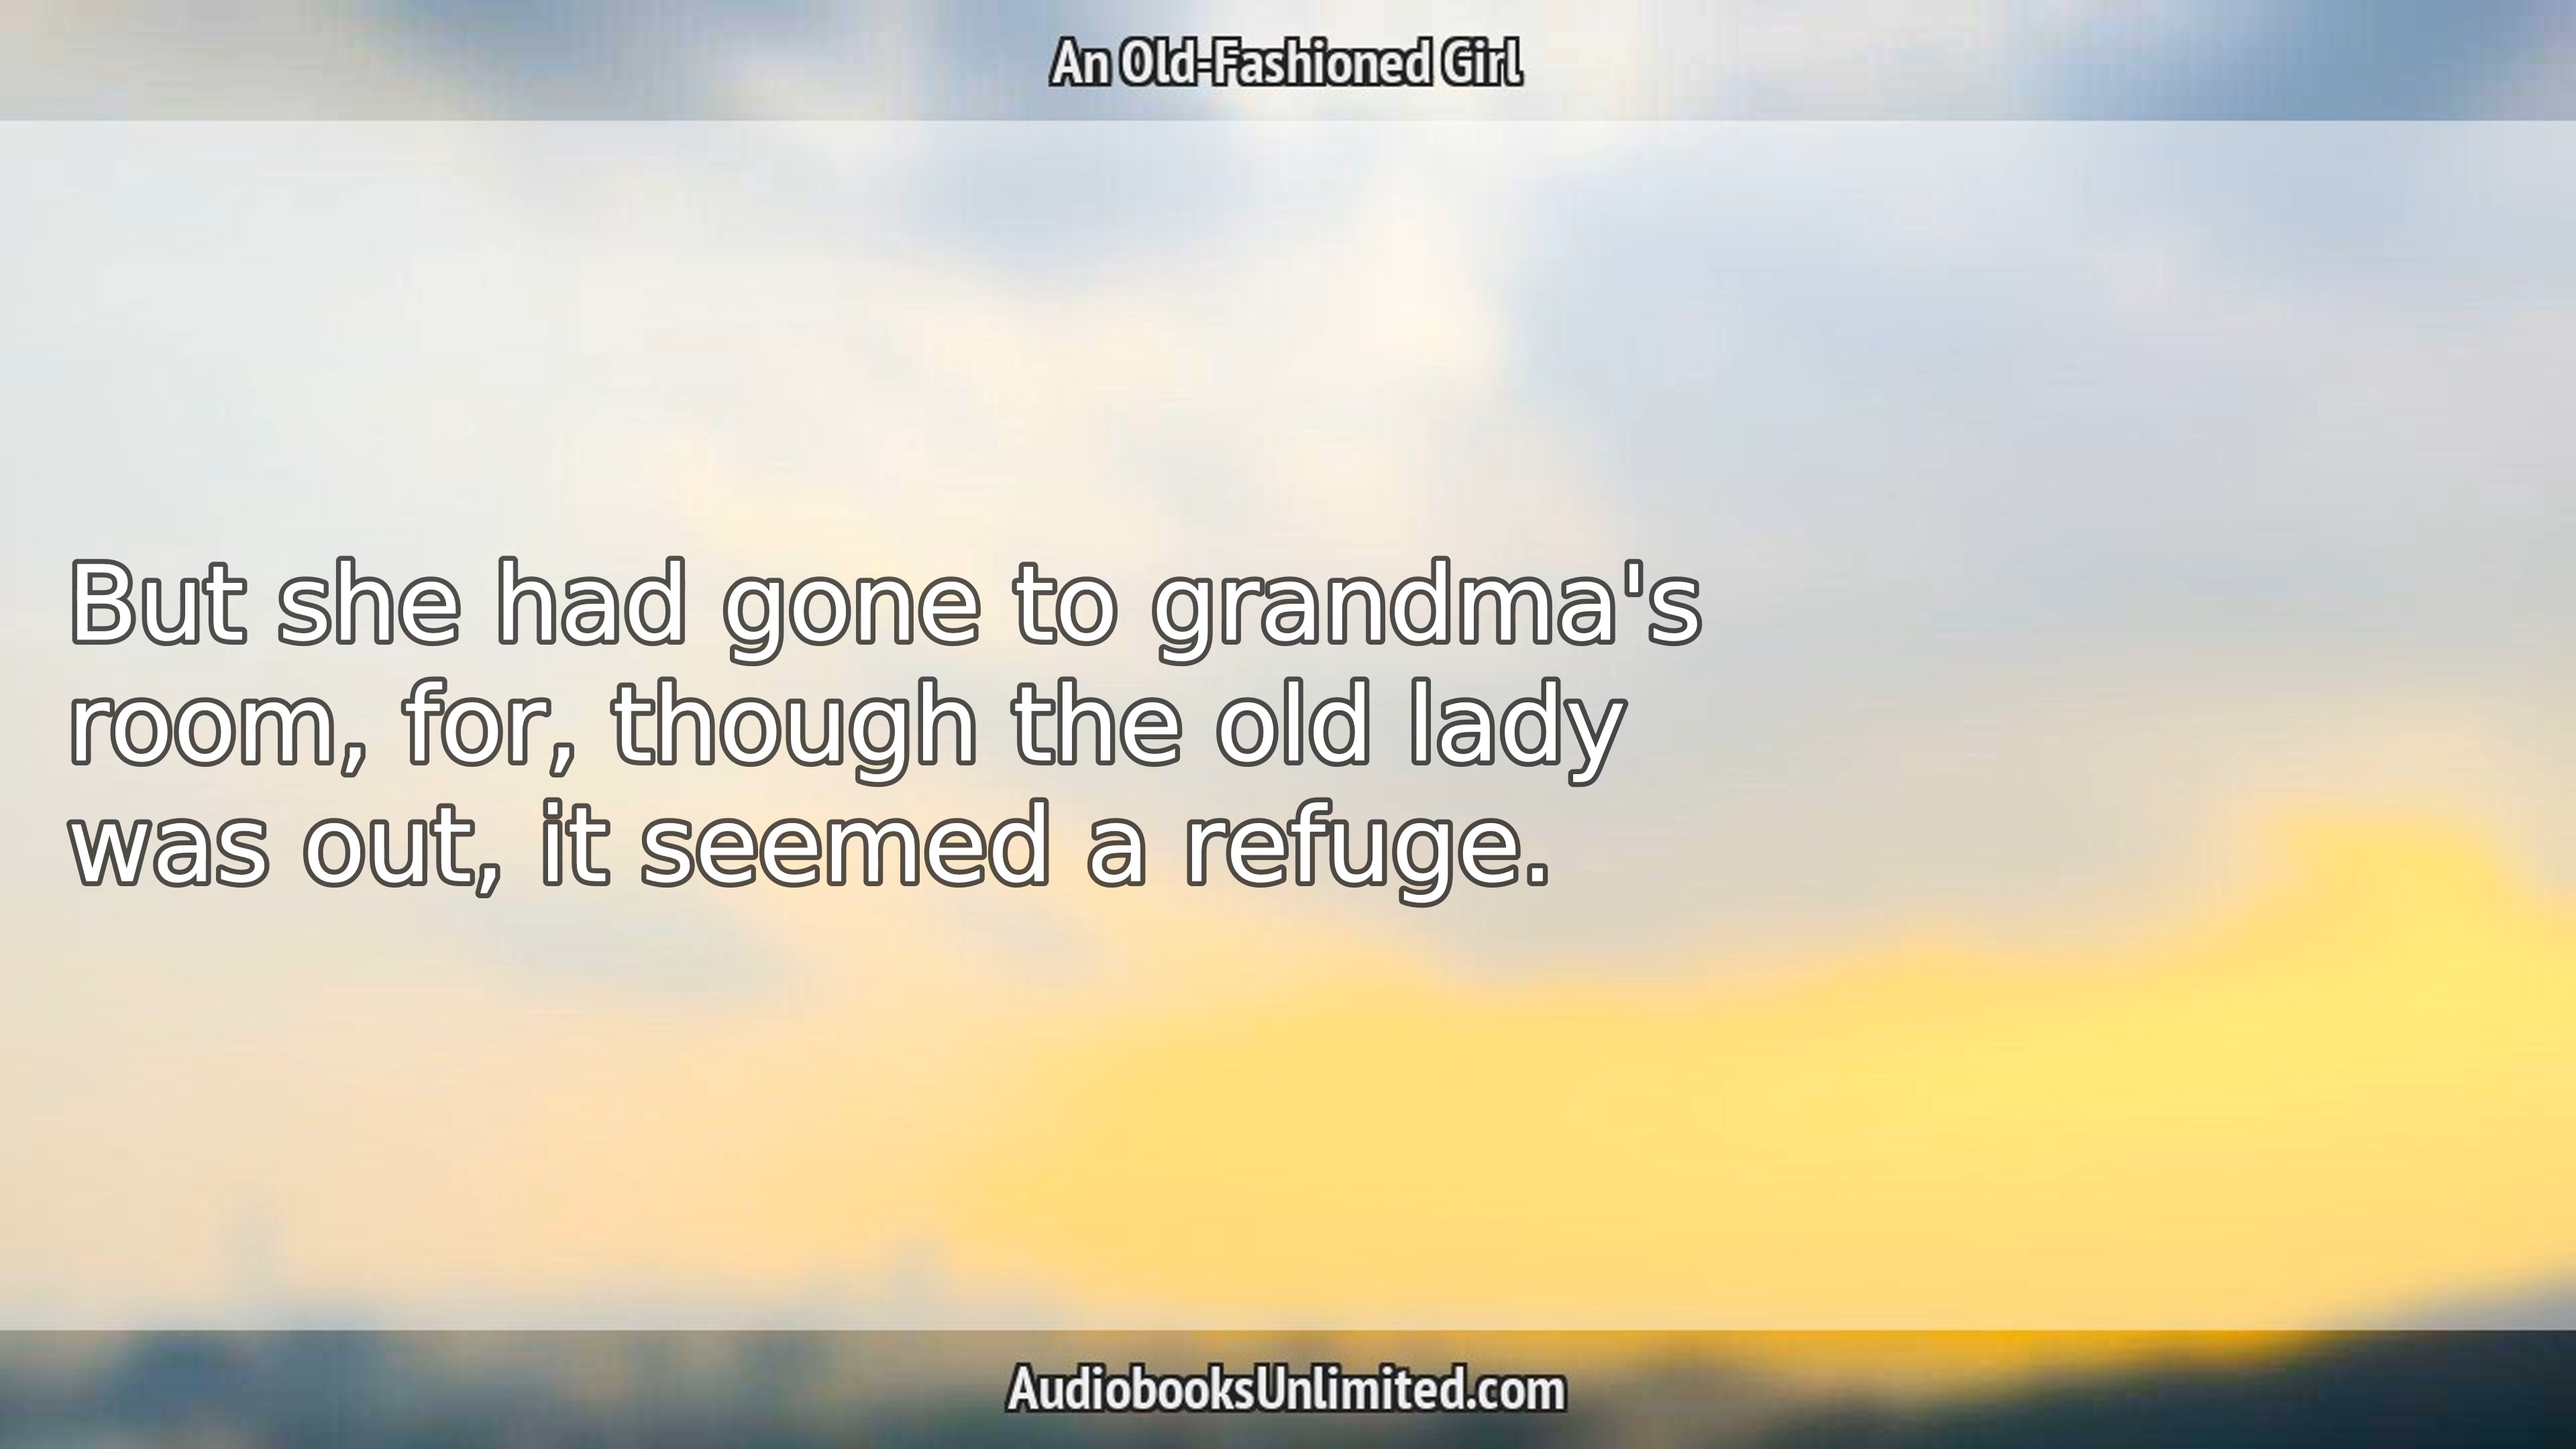 An Old-Fashioned Girl
But she had gone to grandma's
room, for, though the old lady
was out, it seemed a refuge.
AudiobooksUnlimited.com